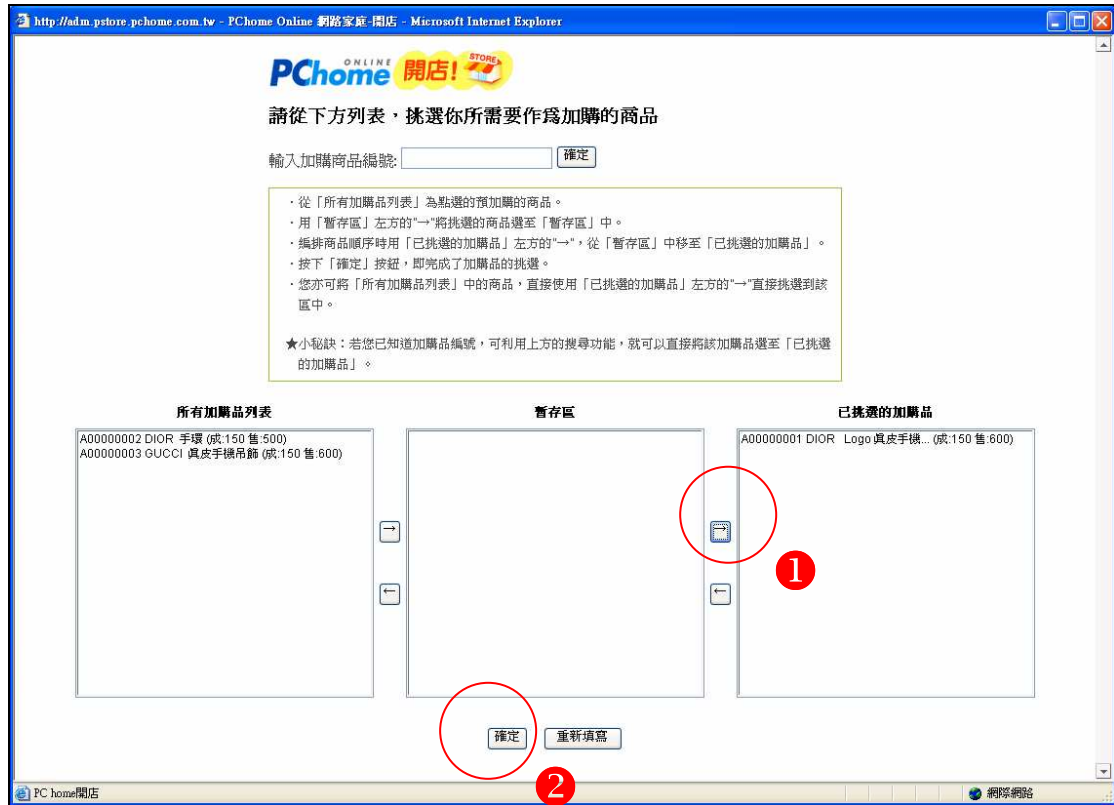 http://adm.pstore.pchome.com.tw - PChome Online 網路家庭-開店 - Microsoft Internet Explorer
PChome ONLINE 開店! STORE
請從下方列表，挑選你所需要作為加購的商品
輸入加購商品編號: 確定
‧從「所有加購品列表」為點選的預加購的商品。
‧用「暫存區」左方的"→"將挑選的商品選至「暫存區」中。
‧編排商品順序時用「已挑選的加購品」左方的"→"，從「暫存區」中移至「已挑選的加購品」。
‧按下「確定」按鈕，即完成了加購品的挑選。
‧您亦可將「所有加購品列表」中的商品，直接使用「已挑選的加購品」左方的"→"直接挑選到該
區中。
★小秘訣：若您已知道加購品編號，可利用上方的搜尋功能，就可以直接將該加購品選至「已挑選
的加購品」。
所有加購品列表 暫存區 已挑選的加購品
A00000002 DIOR 手環 (成:150 售:500)
A00000003 GUCCI 真皮手機吊飾 (成:150 售:600)
A00000001 DIOR Logo 真皮手機... (成:150 售:600)
→ →
1
← ←
確定 重新填寫
2
PC home開店 網際網路